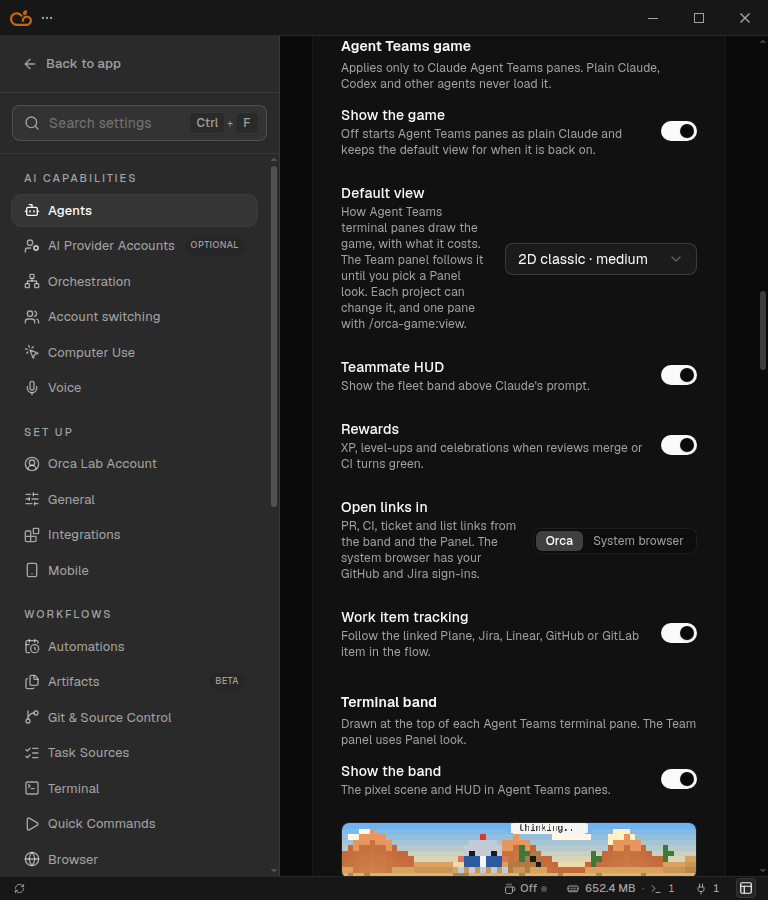 Back to app
Search settings
Ctrl + F
AI CAPABILITIES
Agents
AI Provider Accounts OPTIONAL
Orchestration
Account switching
Computer Use
Voice
SET UP
Orca Lab Account
General
Integrations
Mobile
WORKFLOWS
Automations
Artifacts BETA
Git & Source Control
Task Sources
Terminal
Quick Commands
Browser
Agent Teams game
Applies only to Claude Agent Teams panes. Plain Claude,
Codex and other agents never load it.
Show the game
Off starts Agent Teams panes as plain Claude and
keeps the default view for when it is back on.
Default view
How Agent Teams
terminal panes draw the
game, with what it costs.
The Team panel follows it
until you pick a Panel
look. Each project can
change it, and one pane
with /orca-game:view.
2D classic · medium
Teammate HUD
Show the fleet band above Claude's prompt.
Rewards
XP, level-ups and celebrations when reviews merge or
CI turns green.
Open links in
PR, CI, ticket and list links from
the band and the Panel. The
system browser has your
GitHub and Jira sign-ins.
Orca System browser
Work item tracking
Follow the linked Plane, Jira, Linear, GitHub or GitLab
item in the flow.
Terminal band
Drawn at the top of each Agent Teams terminal pane. The Team
panel uses Panel look.
Show the band
The pixel scene and HUD in Agent Teams panes.
thinking..
Off 652.4 MB · 1 1